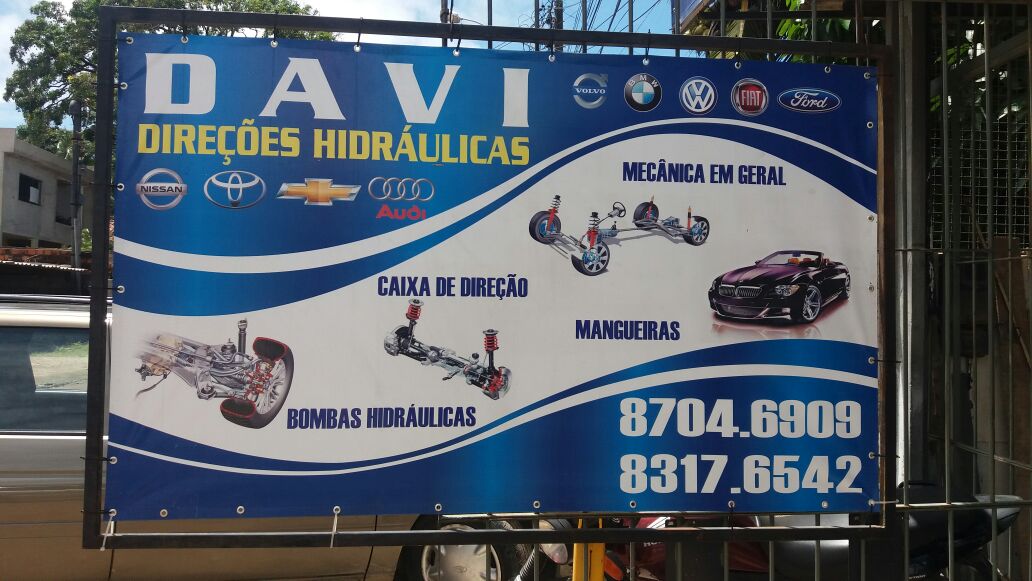 DAVI
DIREÇÕES HIDRÁULICAS
VOLVO
BMW
FIAT
Ford
NISSAN
Audi
MECÂNICA EM GERAL
CAIXA DE DIREÇÃO
MANGUEIRAS
BOMBAS HIDRÁULICAS
8704.6909
8317.6542